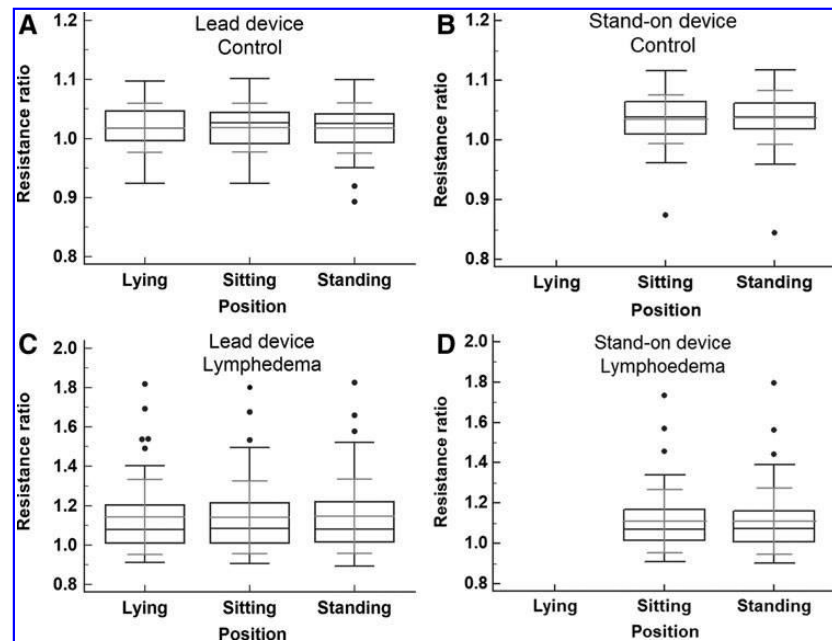 A
Lead device
Control
Resistance ratio
1.2
1.1
1.0
0.9
0.8
Lying
Sitting
Standing
Position
B
Stand-on device
Control
Resistance ratio
1.2
1.1
1.0
0.9
0.8
Lying
Sitting
Standing
Position
C
Lead device
Lymphedema
Resistance ratio
2.0
1.8
1.6
1.4
1.2
1.0
0.8
Lying
Sitting
Standing
Position
D
Stand-on device
Lymphoedema
Resistance ratio
2.0
1.8
1.6
1.4
1.2
1.0
0.8
Lying
Sitting
Standing
Position